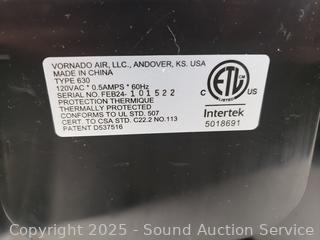 VORNADO AIR, LLC., ANDOVER, KS. USA
MADE IN CHINA
TYPE 630
120VAC * 0.5AMPS * 60Hz
SERIAL NO. FEB24-101522
PROTECTION THERMIQUE
THERMALLY PROTECTED
CONFORMS TO UL STD. 507
CERT. TO CSA STD. C22.2 NO.113
PATENT D537516
ETL
C US
LISTED
Intertek
5018691
Copyright 2025 - Sound Auction Service